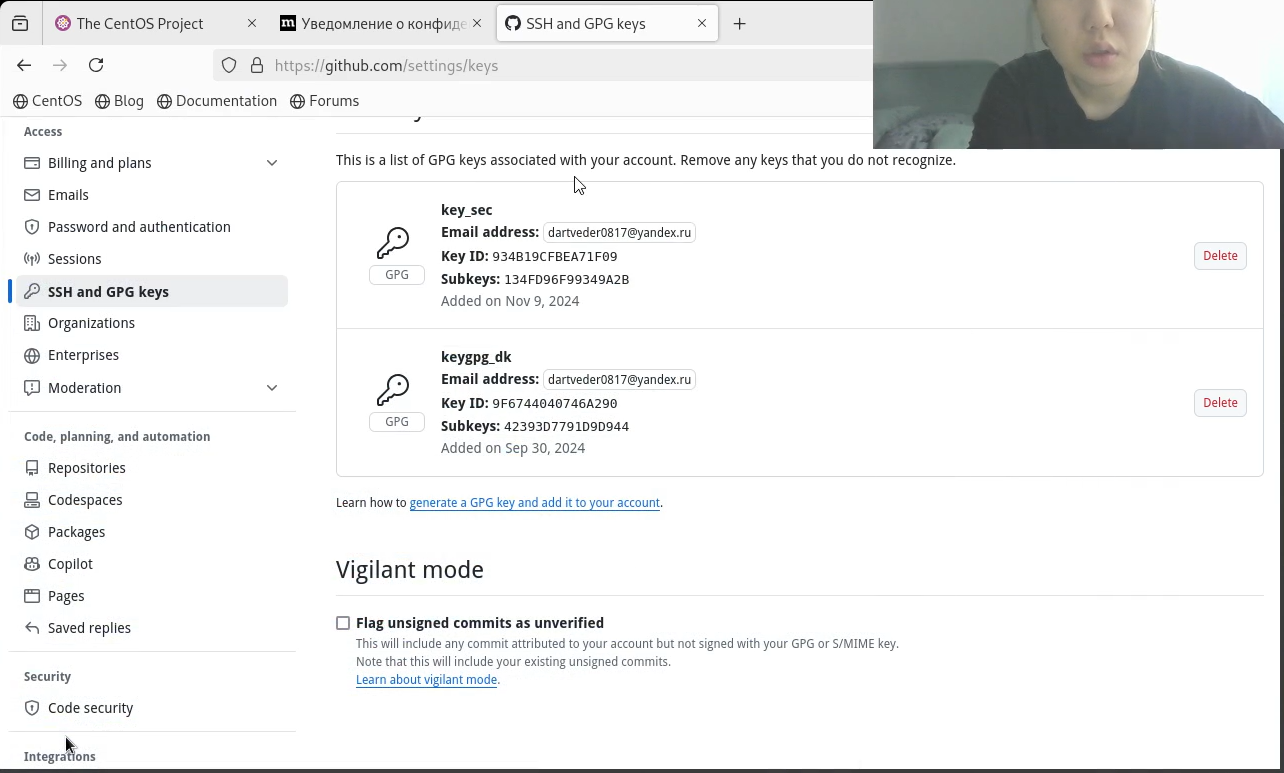 The CentOS Project
Уведомление о конфиде
SSH and GPG keys
https://github.com/settings/keys
CentOS
Blog
Documentation
Forums
Access
Billing and plans
Emails
Password and authentication
Sessions
SSH and GPG keys
Organizations
Enterprises
Moderation
Code, planning, and automation
Repositories
Codespaces
Packages
Copilot
Pages
Saved replies
Security
Code security
Integrations
This is a list of GPG keys associated with your account. Remove any keys that you do not recognize.
key_sec
Email address: dartveder0817@yandex.ru
Key ID: 934B19CFBEA71F09
GPG
Subkeys: 134FD96F99349A2B
Added on Nov 9, 2024
Delete
keygpg_dk
Email address: dartveder0817@yandex.ru
Key ID: 9F6744040746A290
GPG
Subkeys: 42393D7791D9D944
Added on Sep 30, 2024
Delete
Learn how to generate a GPG key and add it to your account.
Vigilant mode
Flag unsigned commits as unverified
This will include any commit attributed to your account but not signed with your GPG or S/MIME key.
Note that this will include your existing unsigned commits.
Learn about vigilant mode.